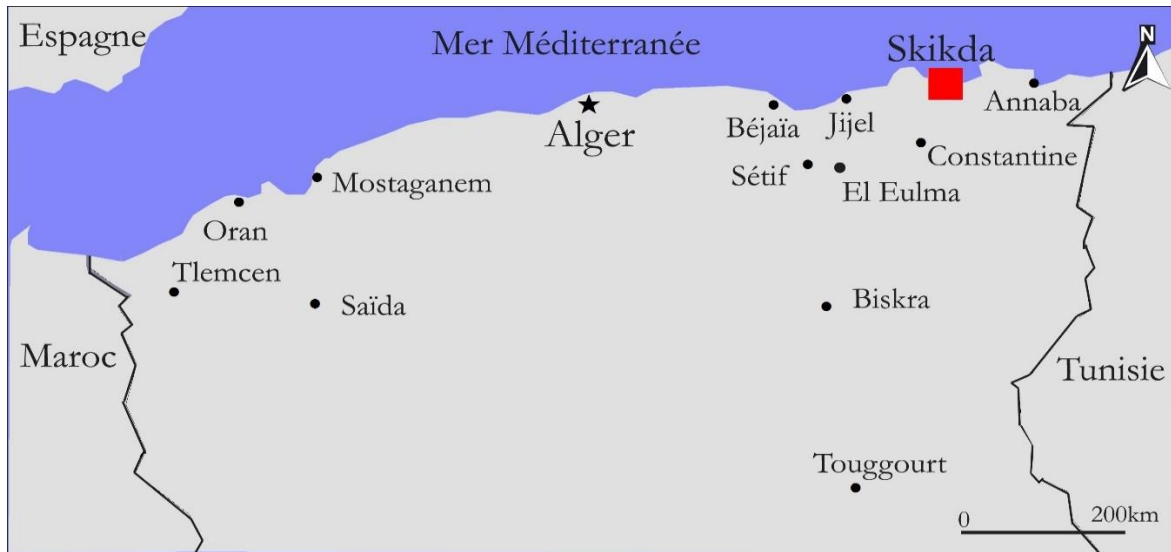 Espagne
Mer Méditerranée
Skikda
N
Annaba
Alger
Béjaïa
Jijel
Constantine
Sétif
El Eulma
Mostaganem
Oran
Tlemcen
Saïda
Biskra
Maroc
Tunisie
Touggourt
0 200km